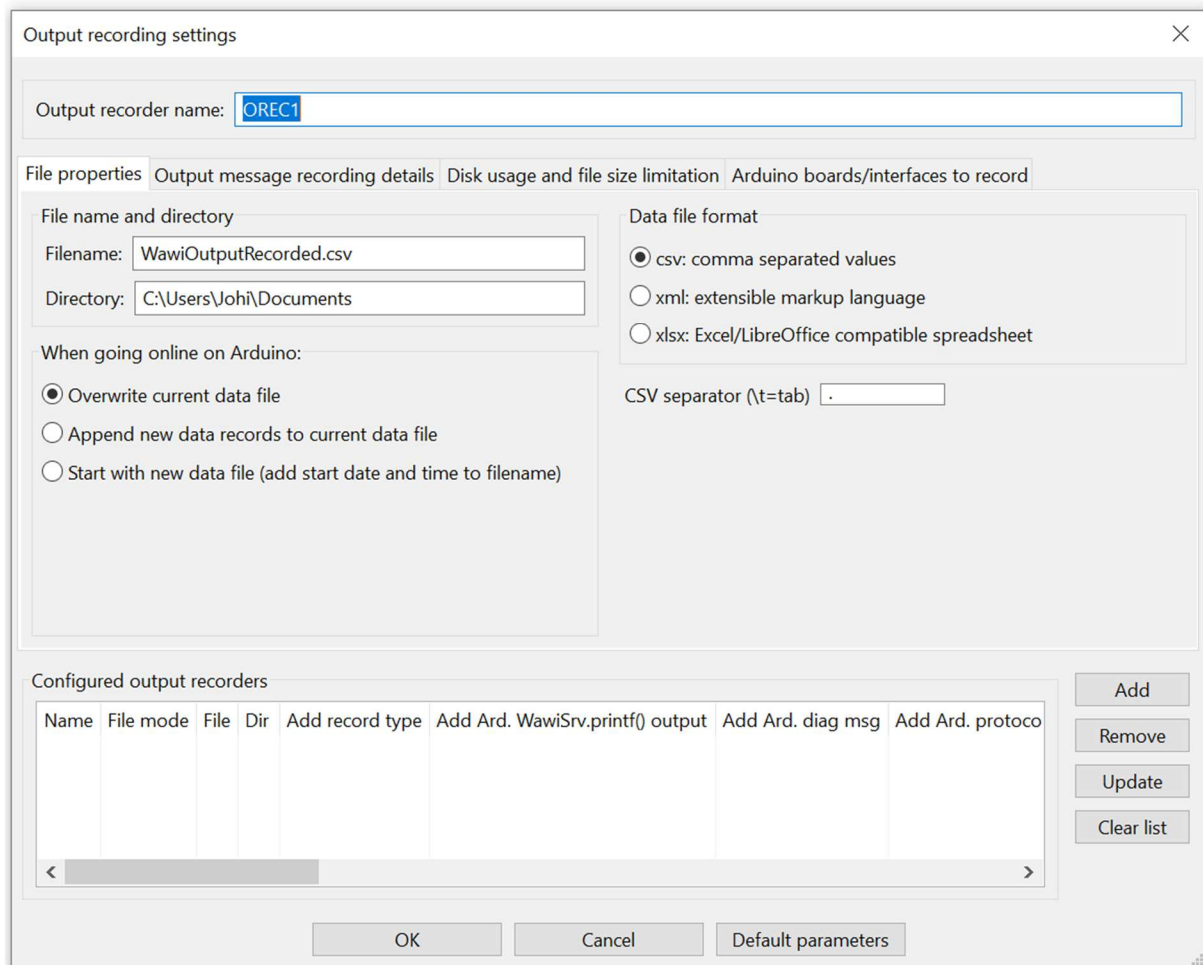 Output recording settings
Output recorder name: OREC1
File properties Output message recording details Disk usage and file size limitation Arduino boards/interfaces to record
File name and directory
Filename: WawiOutputRecorded.csv
Directory: C:\Users\Johi\Documents
When going online on Arduino:
Overwrite current data file
Append new data records to current data file
Start with new data file (add start date and time to filename)
Data file format
csv: comma separated values
xml: extensible markup language
xlsx: Excel/LibreOffice compatible spreadsheet
CSV separator (\t=tab) .
Configured output recorders
Name File mode File Dir Add record type Add Ard. WawiSrv.printf() output Add Ard. diag msg Add Ard. protoco
Add
Remove
Update
Clear list
OK Cancel Default parameters